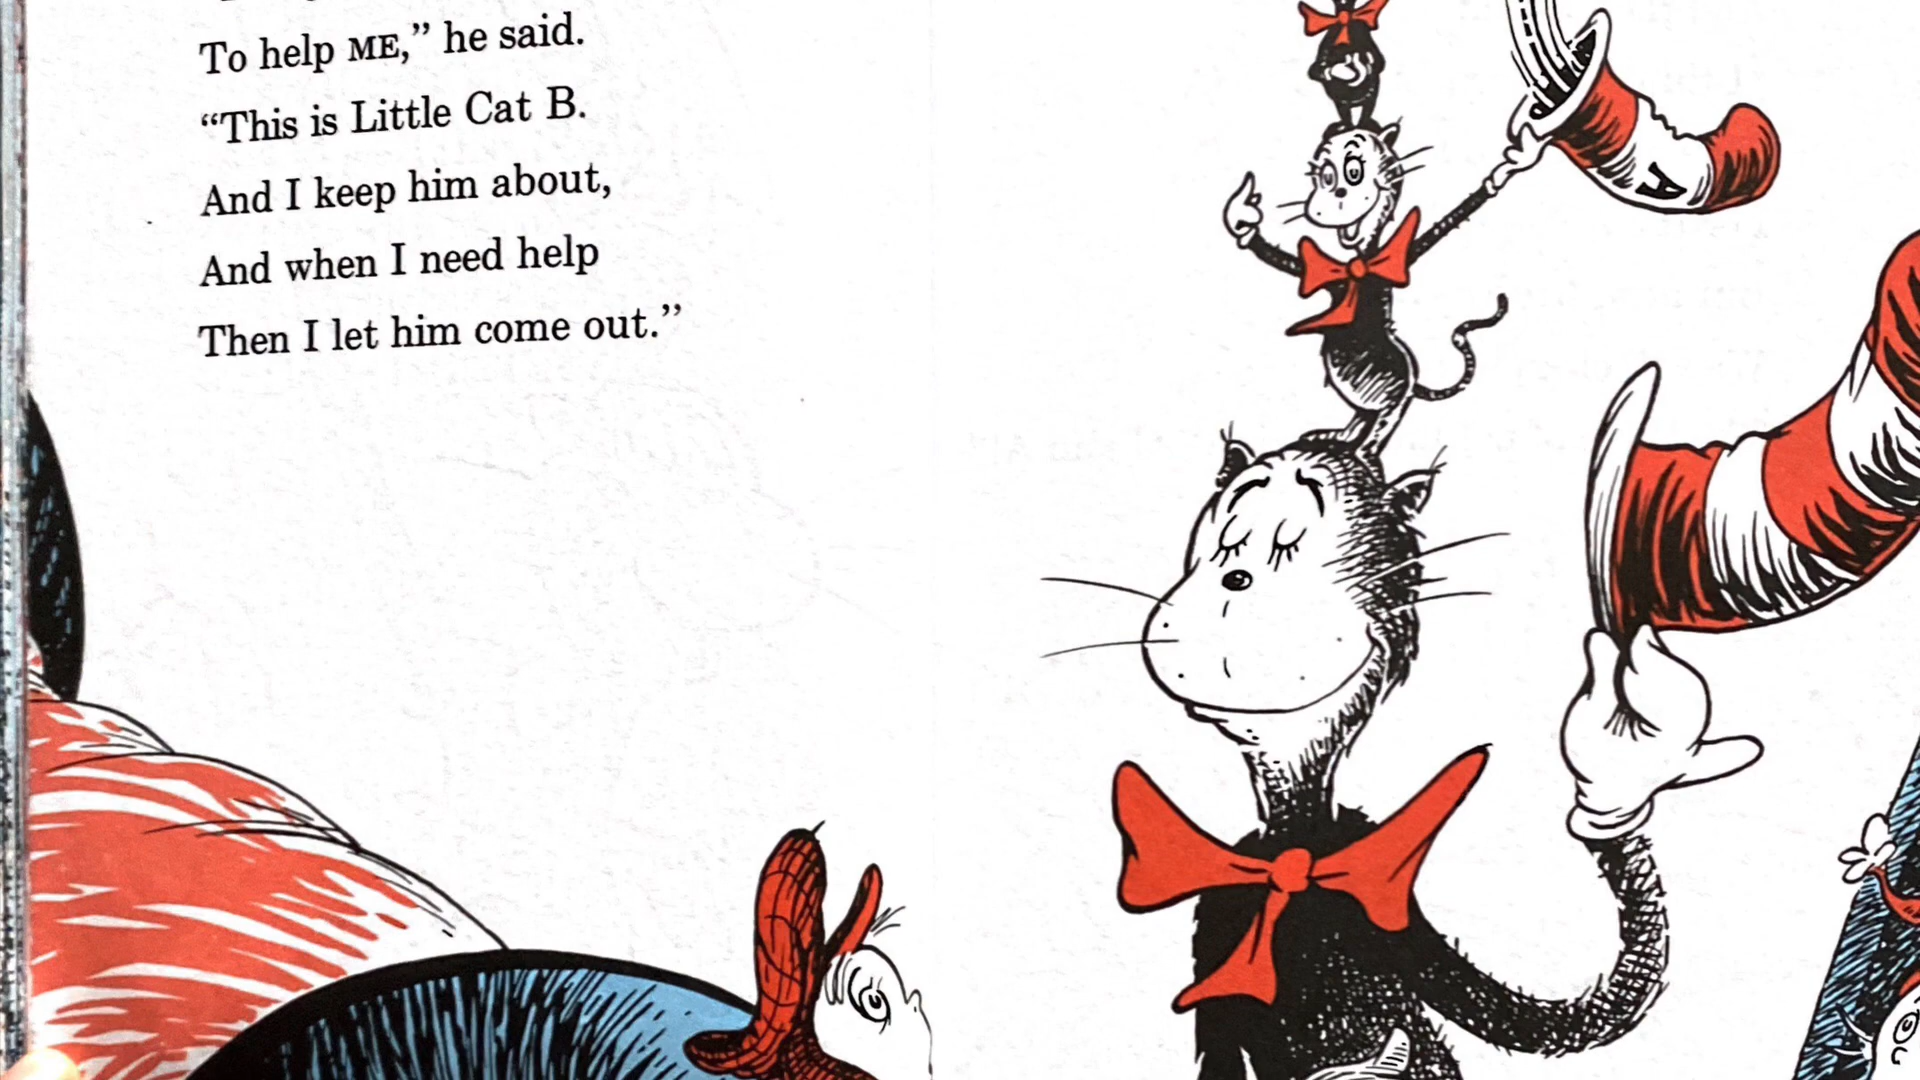 To help ME,” he said.
“This is Little Cat B.
And I keep him about,
And when I need help
Then I let him come out.”
A